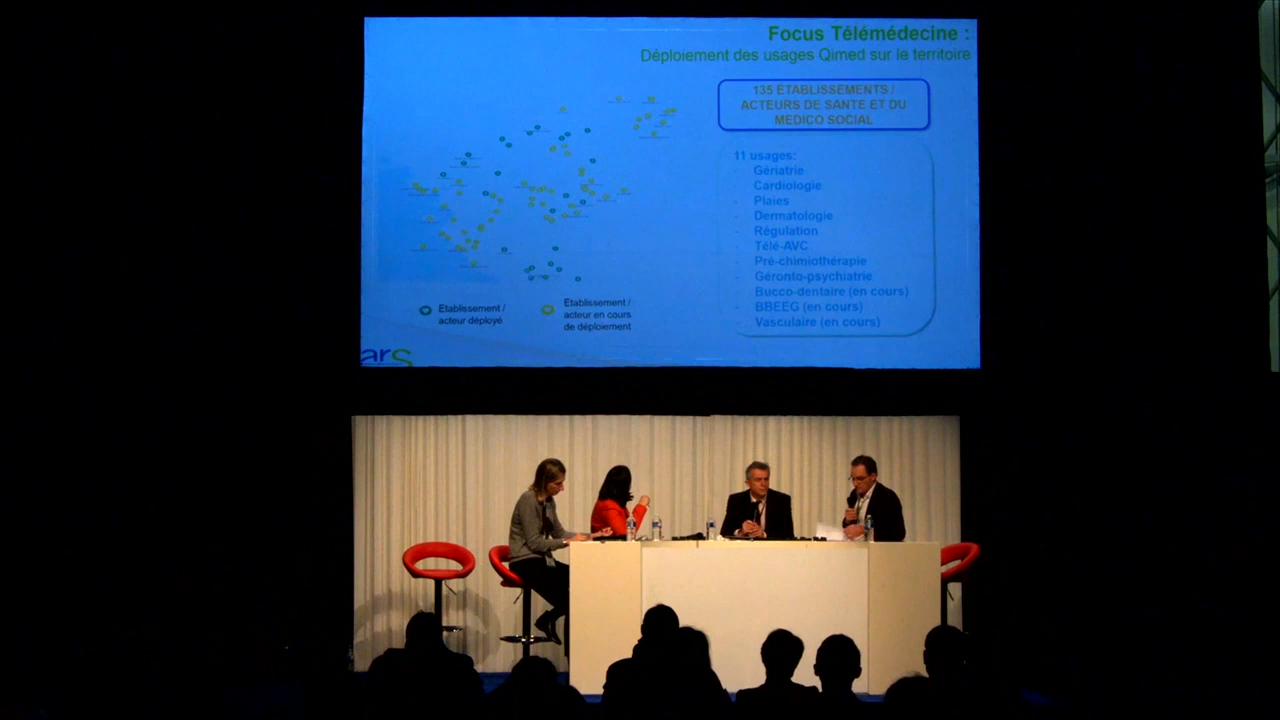 Focus Télémédecine :
Déploiement des usages Qimed sur le territoire
135 ETABLISSEMENTS /
ACTEURS DE SANTE ET DU
MEDICO SOCIAL
11 usages:
- Gériatrie
- Cardiologie
- Plaies
- Dermatologie
- Régulation
- Télé-AVC
- Pré-chimiothérapie
- Géronto-psychiatrie
- Bucco-dentaire (en cours)
- BBEEG (en cours)
- Vasculaire (en cours)
Etablissement /
acteur déployé
Etablissement /
acteur en cours
de déploiement
ars